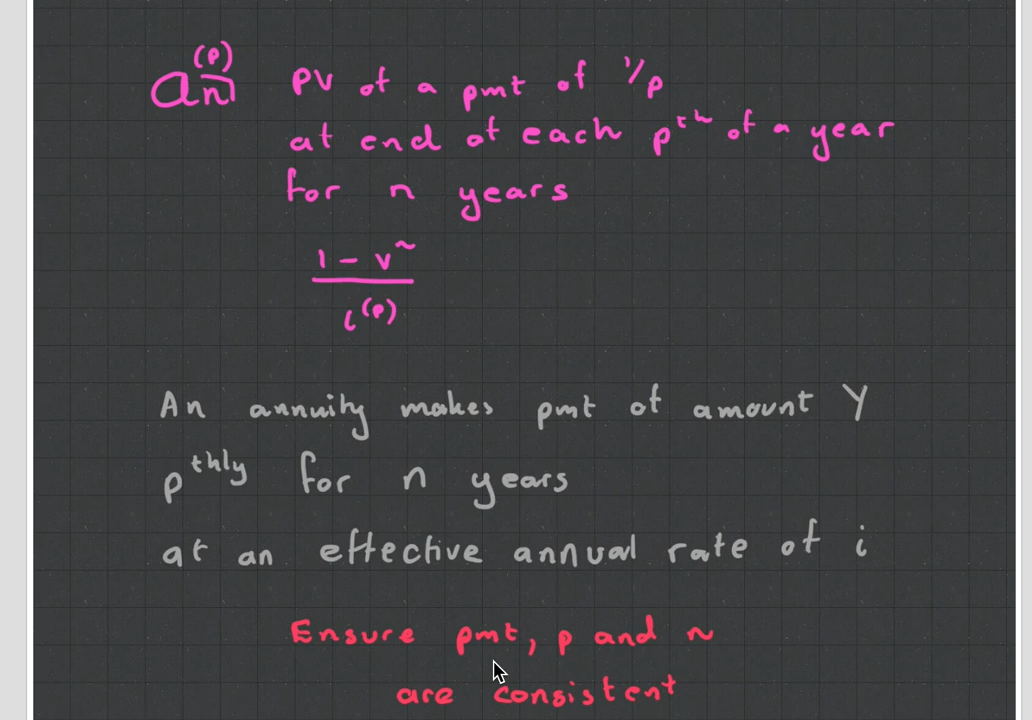 a_n̅|^(p) PV of a pmt of 1/p
at end of each pth of a year
for n years
1 - v^n
i^(p)
An annuity makes pmt of amount Y
pthly for n years
at an effective annual rate of i
Ensure pmt, p and n
are consistent